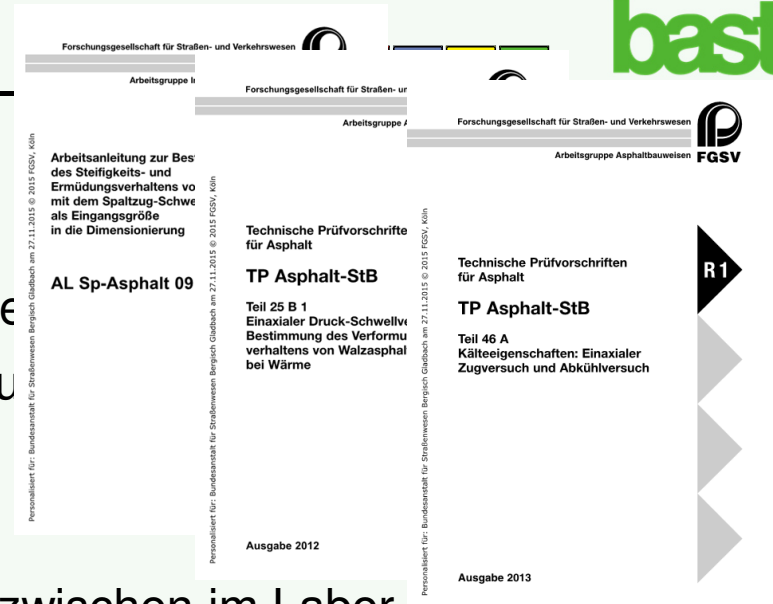 bast
Forschungsgesellschaft für Straßen- und Verkehrswesen
Arbeitsgruppe I
Personalisiert für: Bundesanstalt für Straßenwesen Bergisch Gladbach am 27.11.2015 © 2015 FGSV, Köln
Arbeitsanleitung zur Bes
des Steifigkeits- und
Ermüdungsverhaltens vo
mit dem Spaltzug-Schwe
als Eingangsgröße
in die Dimensionierung
AL Sp-Asphalt 09
Forschungsgesellschaft für Straßen- u
Arbeitsgruppe A
Personalisiert für: Bundesanstalt für Straßenwesen Bergisch Gladbach am 27.11.2015 © 2015 FGSV, Köln
Technische Prüfvorschrifte
für Asphalt
TP Asphalt-StB
Teil 25 B 1
Einaxialer Druck-Schwellve
Bestimmung des Verformu
verhaltens von Walzasphal
bei Wärme
Ausgabe 2012
Forschungsgesellschaft für Straßen- und Verkehrswesen
Arbeitsgruppe Asphaltbauweisen
FGSV
Personalisiert für: Bundesanstalt für Straßenwesen Bergisch Gladbach am 27.11.2015 © 2015 FGSV, Köln
Technische Prüfvorschriften
für Asphalt
R 1
TP Asphalt-StB
Teil 46 A
Kälteeigenschaften: Einaxialer
Zugversuch und Abkühlversuch
Ausgabe 2013
e
u
zwischen im Labor